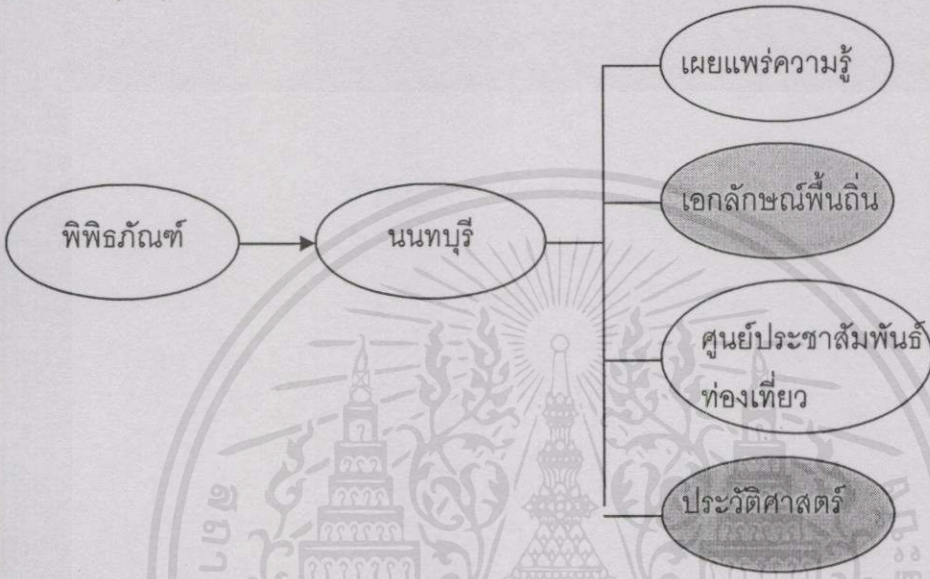 พิพิธภัณฑ์
นนทบุรี
เผยแพร่ความรู้
เอกลักษณ์พื้นถิ่น
ศูนย์ประชาสัมพันธ์
ท่องเที่ยว
ประวัติศาสตร์